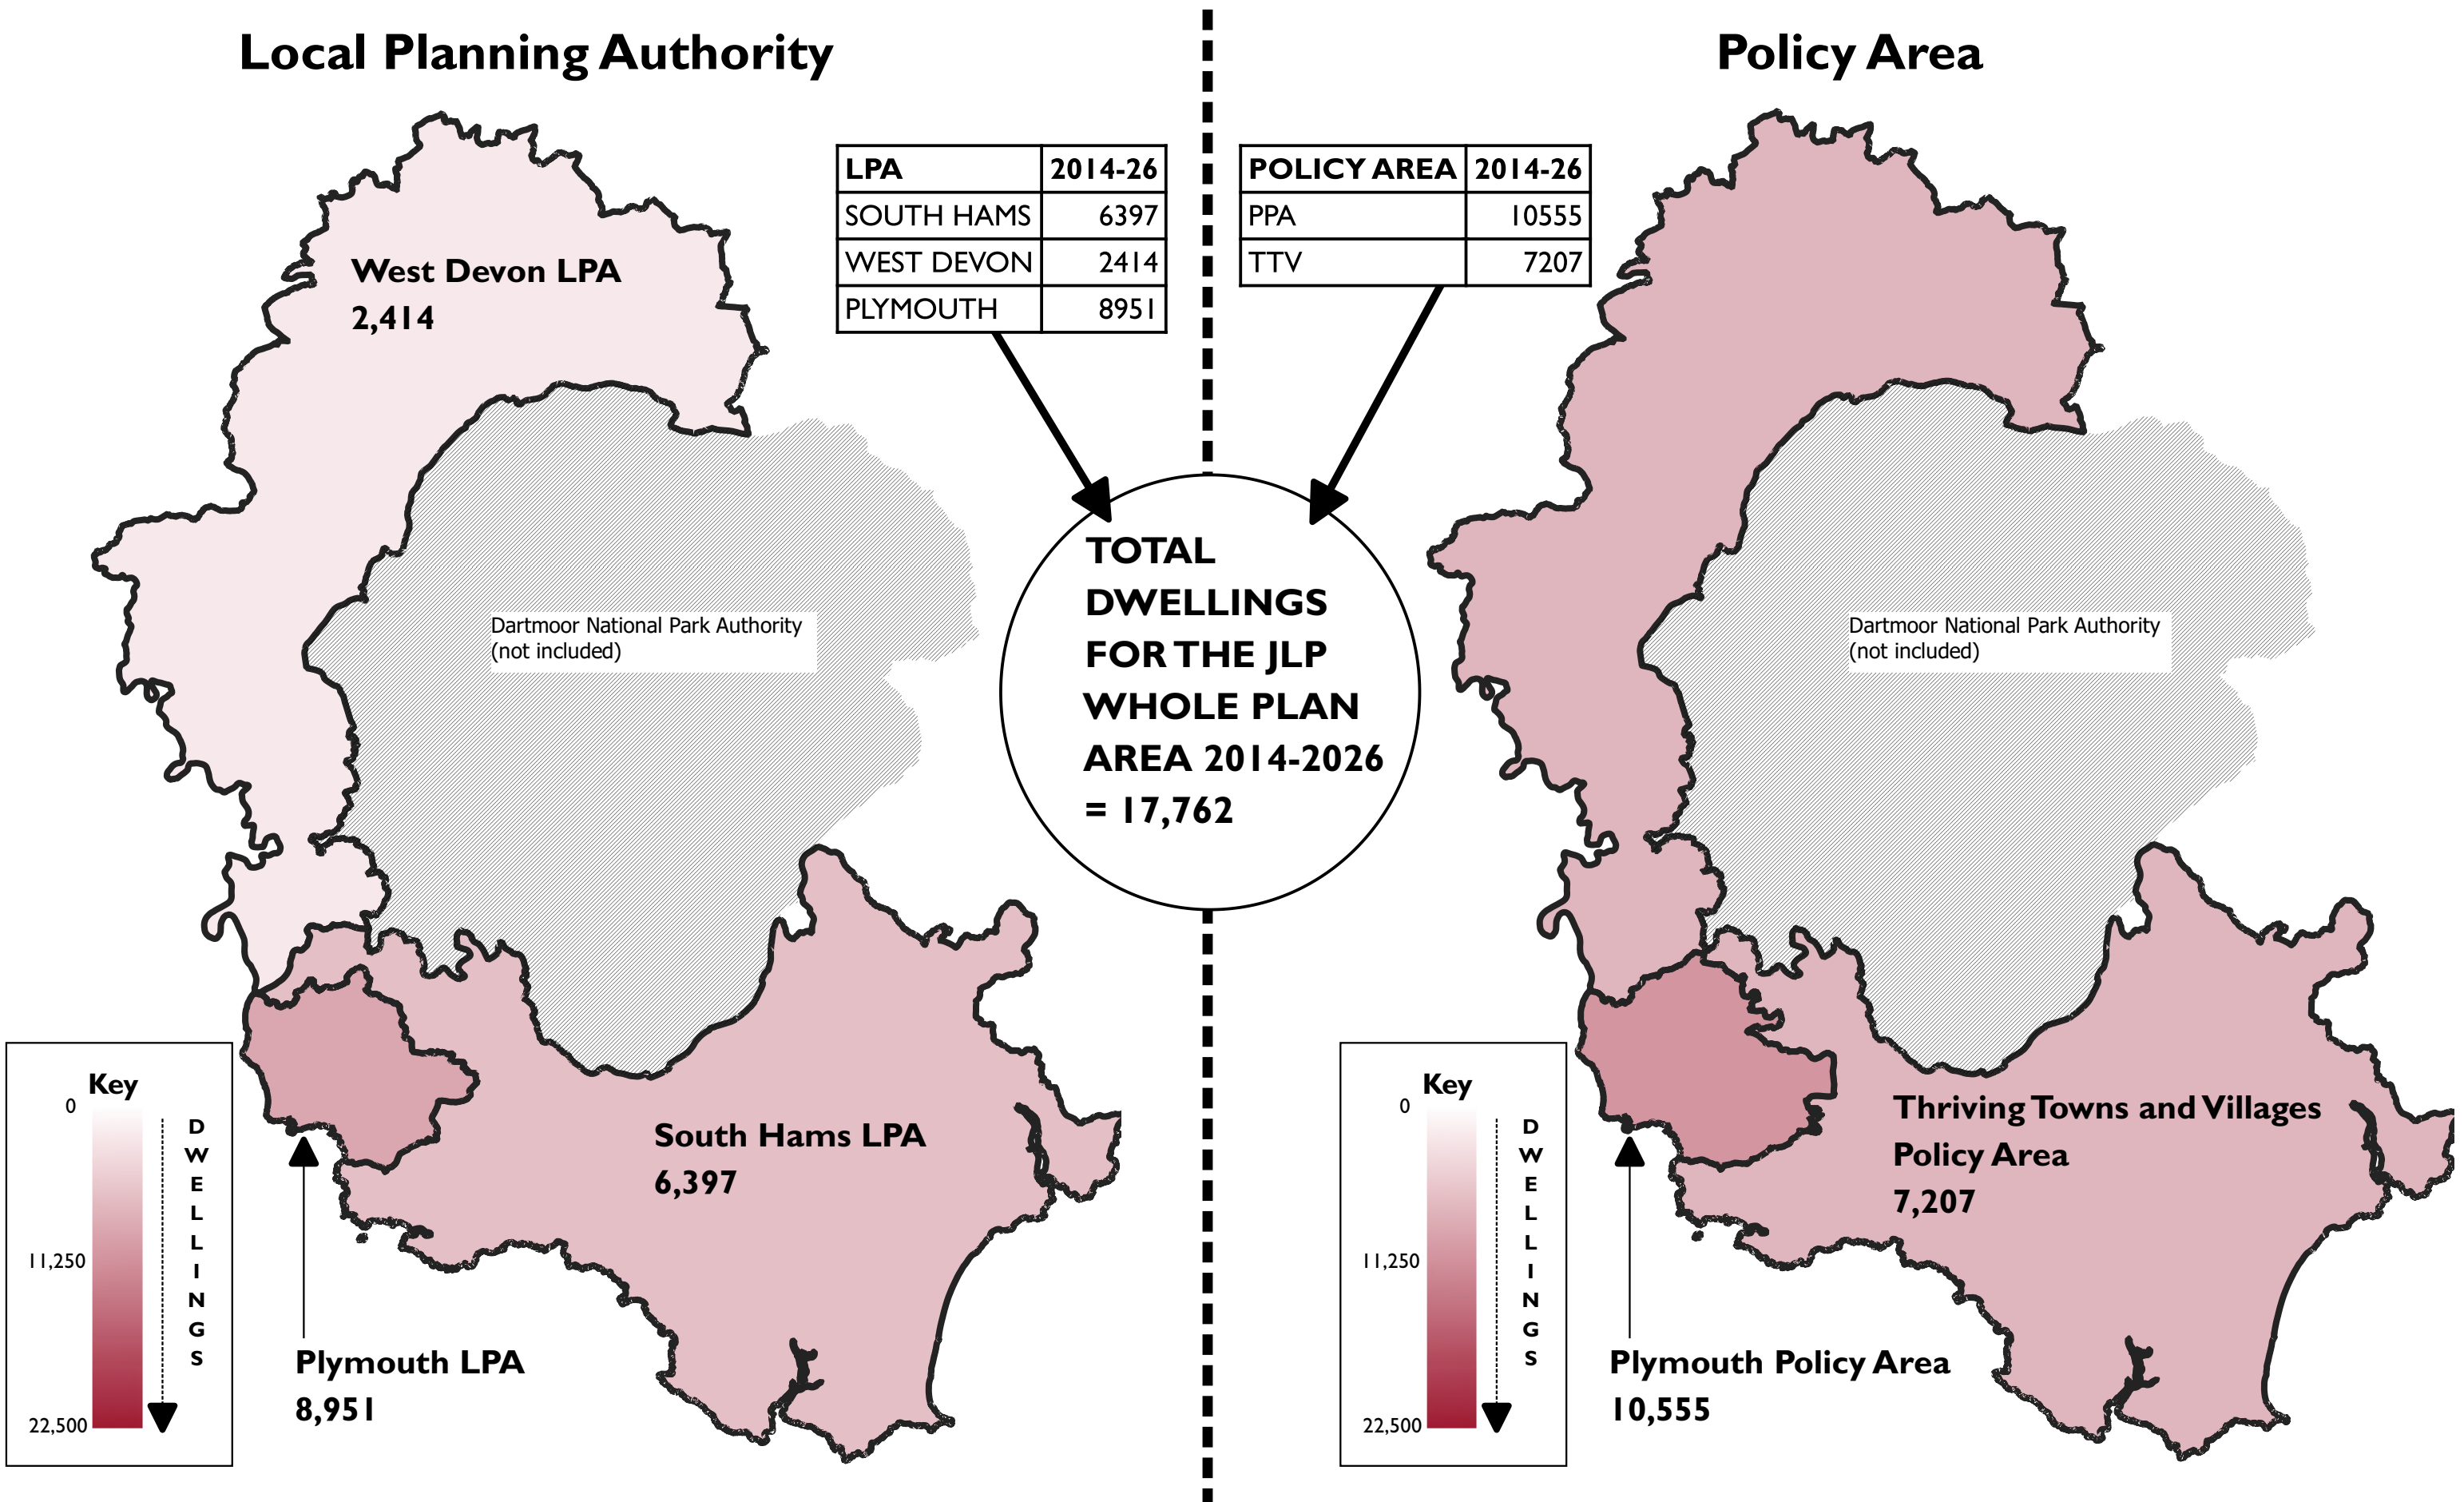 Local Planning Authority
LPA 2014-26
SOUTH HAMS 6397
WEST DEVON 2414
PLYMOUTH 8951
West Devon LPA
2,414
Dartmoor National Park Authority
(not included)
South Hams LPA
6,397
Plymouth LPA
8,951
Key
0
11,250
22,500
D
W
E
L
L
I
N
G
S
TOTAL
DWELLINGS
FOR THE JLP
WHOLE PLAN
AREA 2014-2026
= 17,762
Policy Area
POLICY AREA 2014-26
PPA 10555
TTV 7207
Dartmoor National Park Authority
(not included)
Thriving Towns and Villages
Policy Area
7,207
Plymouth Policy Area
10,555
Key
0
11,250
22,500
D
W
E
L
L
I
N
G
S